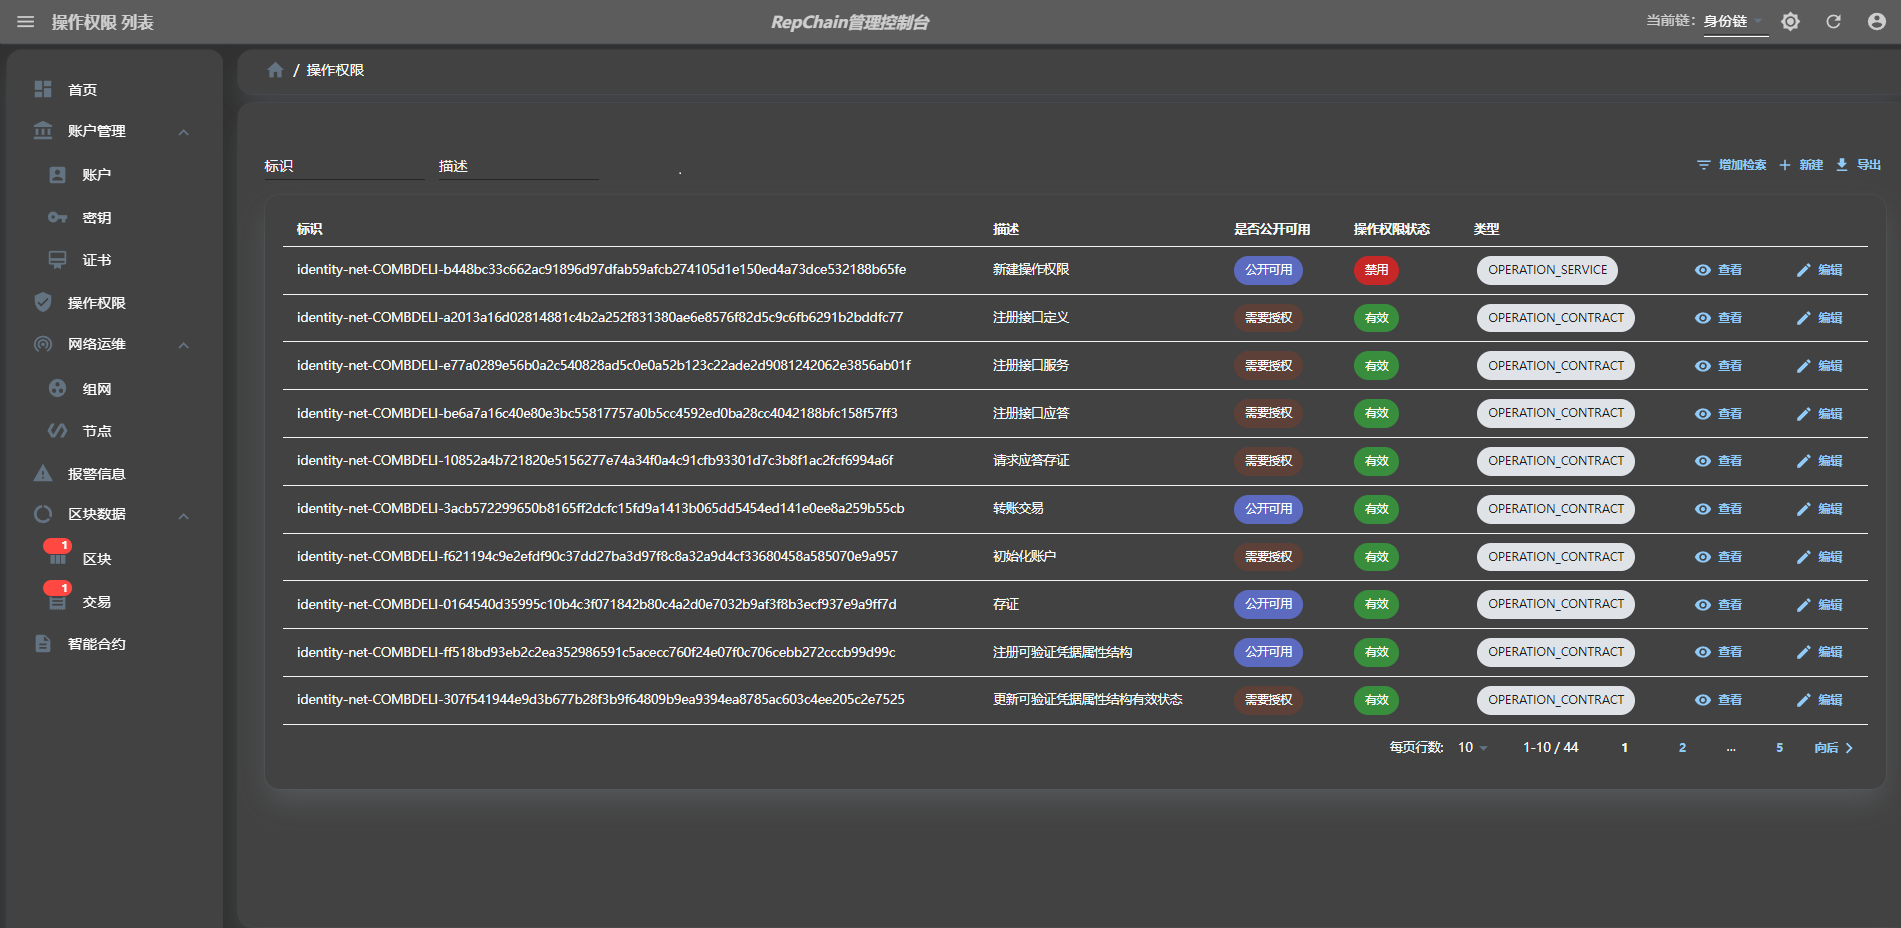 操作权限 列表
RepChain管理控制台
当前链: 身份链
首页
账户管理
账户
密钥
证书
操作权限
网络运维
组网
节点
报警信息
区块数据
1
区块
1
交易
智能合约
/ 操作权限
标识 描述
增加检索 新建 导出
标识 描述 是否公开可用 操作权限状态 类型
identity-net-COMBDELI-b448bc33c662ac91896d97dfab59afcb274105d1e150ed4a73dce532188b65fe 新建操作权限 公开可用 禁用 OPERATION_SERVICE 查看 编辑
identity-net-COMBDELI-a2013a16d02814881c4b2a252f831380ae6e8576f82d5c9c6fb6291b2bddfc77 注册接口定义 需要授权 有效 OPERATION_CONTRACT 查看 编辑
identity-net-COMBDELI-e77a0289e56b0a2c540828ad5c0e0a52b123c22ade2d9081242062e3856ab01f 注册接口服务 需要授权 有效 OPERATION_CONTRACT 查看 编辑
identity-net-COMBDELI-be6a7a16c40e80e3bc55817757a0b5cc4592ed0ba28cc4042188bfc158f57ff3 注册接口应答 需要授权 有效 OPERATION_CONTRACT 查看 编辑
identity-net-COMBDELI-10852a4b721820e5156277e74a34f0a4c91cfb93301d7c3b8f1ac2fcf6994a6f 请求应答存证 需要授权 有效 OPERATION_CONTRACT 查看 编辑
identity-net-COMBDELI-3acb572299650b8165ff2dcfc15fd9a1413b065dd5454ed141e0ee8a259b55cb 转账交易 公开可用 有效 OPERATION_CONTRACT 查看 编辑
identity-net-COMBDELI-f621194c9e2efdf90c37dd27ba3d97f8c8a32a9d4cf33680458a585070e9a957 初始化账户 需要授权 有效 OPERATION_CONTRACT 查看 编辑
identity-net-COMBDELI-0164540d35995c10b4c3f071842b80c4a2d0e7032b9af3f8b3ecf937e9a9ff7d 存证 公开可用 有效 OPERATION_CONTRACT 查看 编辑
identity-net-COMBDELI-ff518bd93eb2c2ea352986591c5acecc760f24e07f0c706cebb272cccb99d99c 注册可验证凭据属性结构 公开可用 有效 OPERATION_CONTRACT 查看 编辑
identity-net-COMBDELI-307f541944e9d3b677b28f3b9f64809b9ea9394ea8785ac603c4ee205c2e7525 更新可验证凭据属性结构有效状态 需要授权 有效 OPERATION_CONTRACT 查看 编辑
每页行数: 10 1-10 / 44 1 2 ... 5 向后